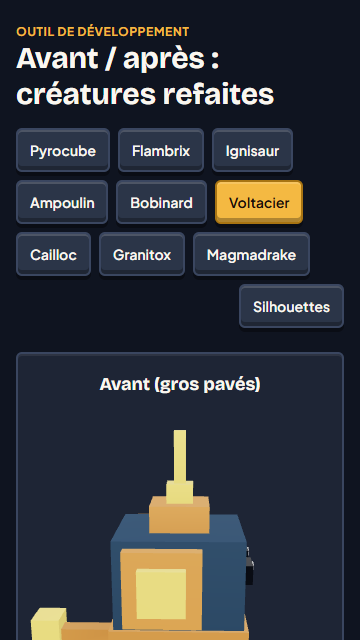 OUTIL DE DÉVELOPPEMENT
Avant / après :
créatures refaites
Pyrocube Flambrix Ignisaur
Ampoulin Bobinard Voltacier
Cailloc Granitox Magmadrake
Silhouettes
Avant (gros pavés)